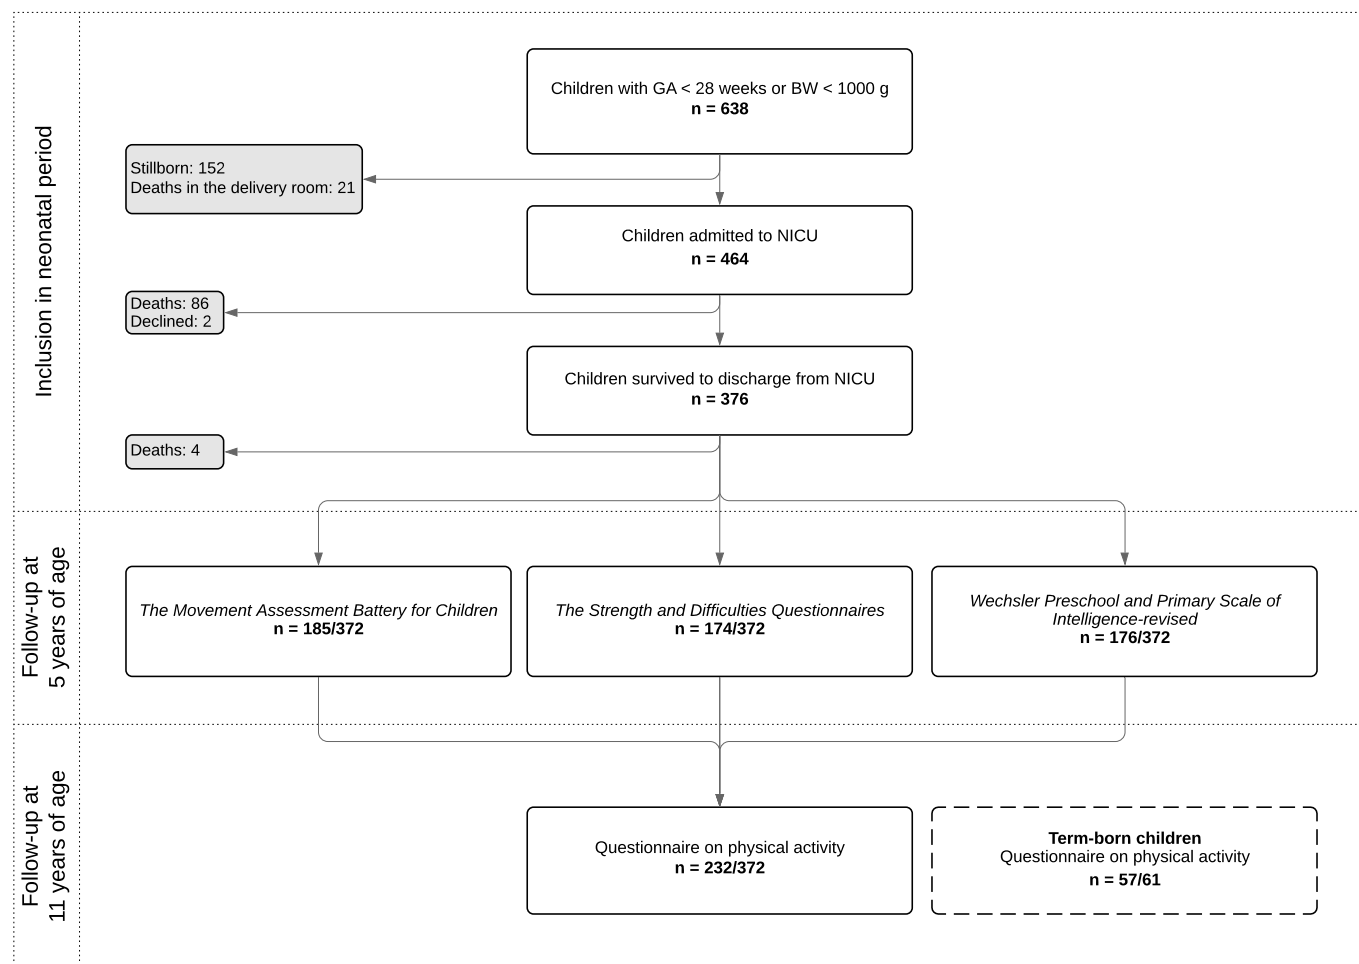 Inclusion in neonatal period
Children with GA < 28 weeks or BW < 1000 g
n = 638
Stillborn: 152
Deaths in the delivery room: 21
Children admitted to NICU
n = 464
Deaths: 86
Declined: 2
Children survived to discharge from NICU
n = 376
Deaths: 4
Follow-up at
5 years of age
The Movement Assessment Battery for Children
n = 185/372
The Strength and Difficulties Questionnaires
n = 174/372
Wechsler Preschool and Primary Scale of
Intelligence-revised
n = 176/372
Follow-up at
11 years of age
Questionnaire on physical activity
n = 232/372
Term-born children
Questionnaire on physical activity
n = 57/61